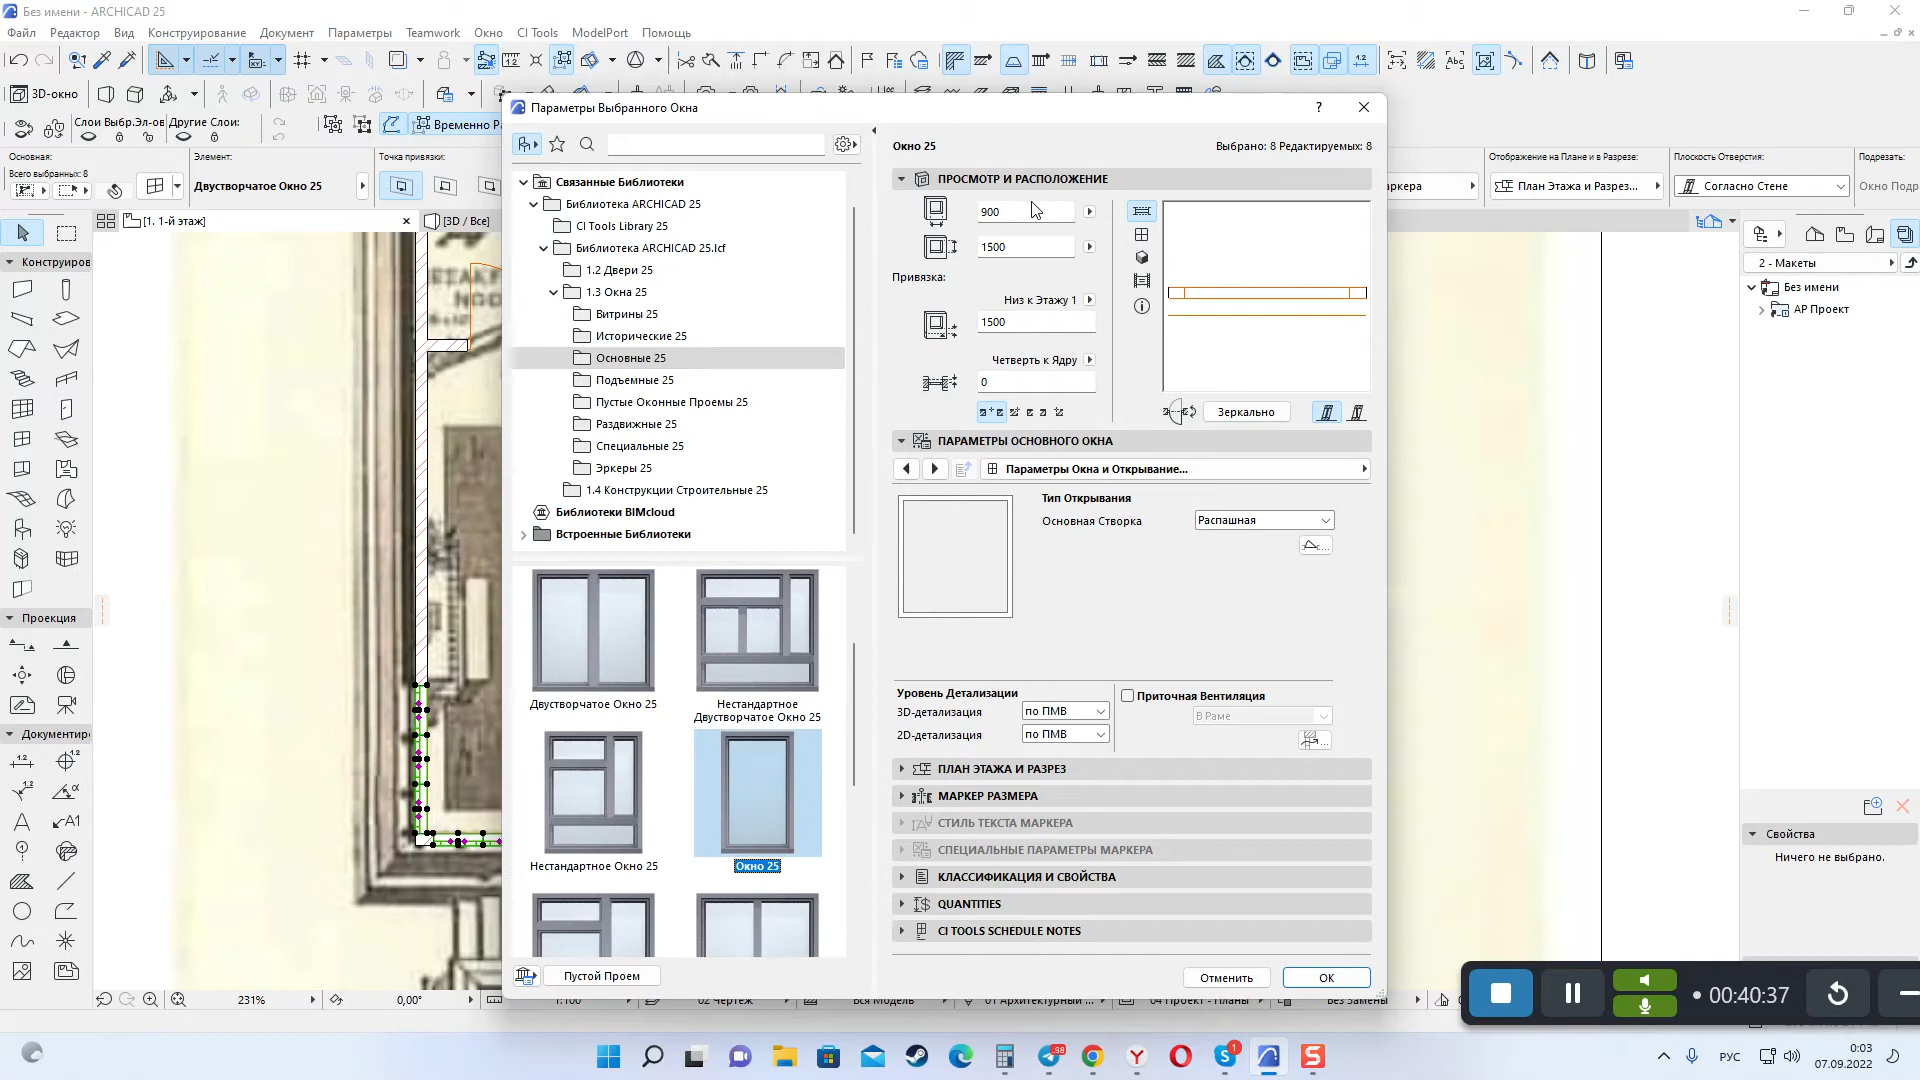 Без имени - ARCHICAD 25
Файл Редактор Вид Конструирование Документ Параметры Teamwork Окно CI Tools ModelPort Помощь
3D-окно
Слои Выбр.Эл-ов
Другие Слои:
Временно Ра
Основная:
Всего выбранных: 8
Элемент:
Двустворчатое Окно 25
Точка привязки:
аркера
Отображение на Плане и в Разрезе:
План Этажа и Разрез...
Плоскость Отверстия:
Согласно Стене
Подрезать:
Окно Подр
[1. 1-й этаж]
[3D / Все]
Конструиров
Проекция
Документир
Параметры Выбранного Окна
Связанные Библиотеки
Библиотека ARCHICAD 25
CI Tools Library 25
Библиотека ARCHICAD 25.lcf
1.2 Двери 25
1.3 Окна 25
Витрины 25
Исторические 25
Основные 25
Подъемные 25
Пустые Оконные Проемы 25
Раздвижные 25
Специальные 25
Эркеры 25
1.4 Конструкции Строительные 25
Библиотеки BIMcloud
Встроенные Библиотеки
Двустворчатое Окно 25
Нестандартное
Двустворчатое Окно 25
Нестандартное Окно 25
Окно 25
Пустой Проем
Окно 25
Выбрано: 8 Редактируемых: 8
ПРОСМОТР И РАСПОЛОЖЕНИЕ
900
1500
Привязка:
Низ к Этажу 1
1500
Четверть к Ядру
0
Зеркально
ПАРАМЕТРЫ ОСНОВНОГО ОКНА
Параметры Окна и Открывание...
Тип Открывания
Основная Створка
Распашная
Уровень Детализации
3D-детализация
по ПМВ
2D-детализация
по ПМВ
Приточная Вентиляция
В Раме
ПЛАН ЭТАЖА И РАЗРЕЗ
МАРКЕР РАЗМЕРА
СТИЛЬ ТЕКСТА МАРКЕРА
СПЕЦИАЛЬНЫЕ ПАРАМЕТРЫ МАРКЕРА
КЛАССИФИКАЦИЯ И СВОЙСТВА
QUANTITIES
CI TOOLS SCHEDULE NOTES
Отменить
OK
2 - Макеты
Без имени
АР Проект
Свойства
Ничего не выбрано.
231%
0,00°
1:100
02 Чертеж
Вся Модель
01 Архитектурный
04 Проект - Планы
Без Замены
00:40:37
98
1
РУС
0:03
07.09.2022